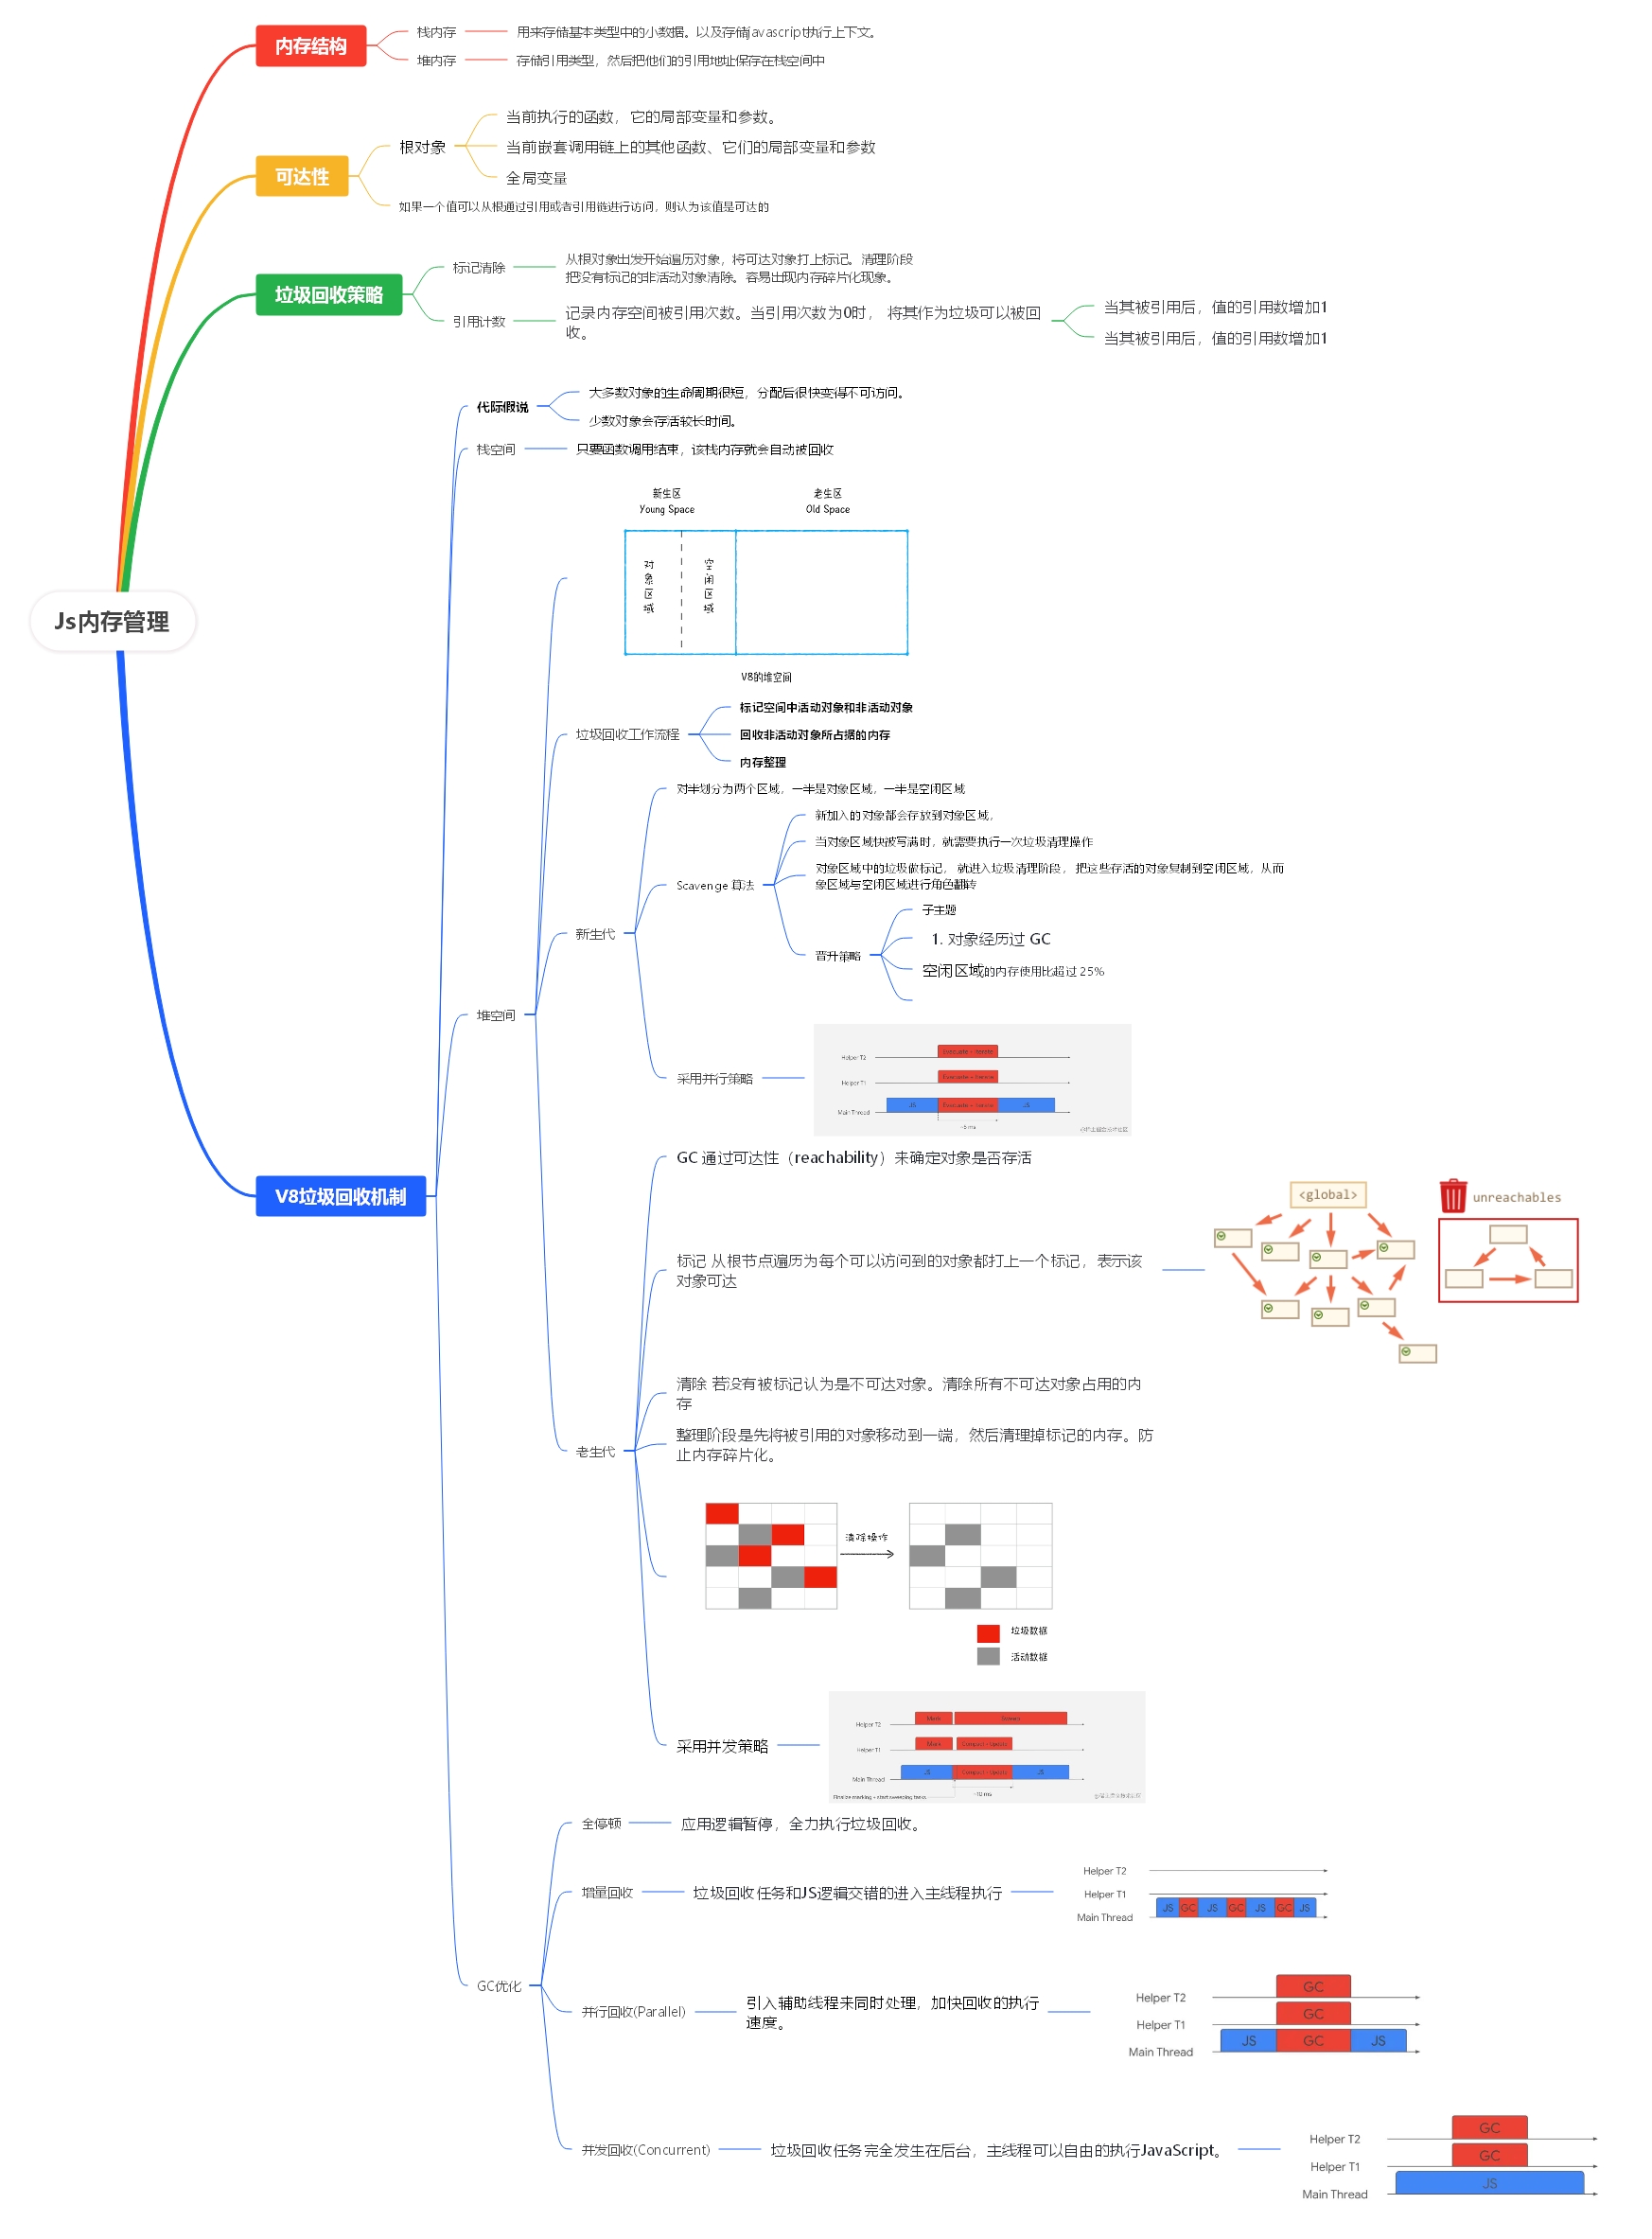 Js内存管理
内存结构
栈内存
用来存储基本类型中的小数据。以及存储javascript执行上下文。
堆内存
存储引用类型，然后把他们的引用地址保存在栈空间中
可达性
根对象
当前执行的函数，它的局部变量和参数。
当前嵌套调用链上的其他函数、它们的局部变量和参数
全局变量
如果一个值可以从根通过引用或者引用链进行访问，则认为该值是可达的
垃圾回收策略
标记清除
从根对象出发开始遍历对象，将可达对象打上标记。清理阶段
把没有标记的非活动对象清除。容易出现内存碎片化现象。
引用计数
记录内存空间被引用次数。当引用次数为0时， 将其作为垃圾可以被回
收。
当其被引用后，值的引用数增加1
当其被引用后，值的引用数增加1
V8垃圾回收机制
代际假说
大多数对象的生命周期很短，分配后很快变得不可访问。
少数对象会存活较长时间。
栈空间
只要函数调用结束，该栈内存就会自动被回收
堆空间
新生区
Young Space
老生区
Old Space
对象区域
空闲区域
V8的堆空间
垃圾回收工作流程
标记空间中活动对象和非活动对象
回收非活动对象所占据的内存
内存整理
新生代
对半划分为两个区域，一半是对象区域，一半是空闲区域
Scavenge 算法
新加入的对象都会存放到对象区域，
当对象区域快被写满时，就需要执行一次垃圾清理操作
对象区域中的垃圾做标记， 就进入垃圾清理阶段， 把这些存活的对象复制到空闲区域，从而
象区域与空闲区域进行角色翻转
晋升策略
子主题
1. 对象经历过 GC
空闲区域的内存使用比超过 25%
采用并行策略
Helper T2
Evacuate + Iterate
Helper T1
Evacuate + Iterate
Main Thread
JS
Evacuate + Iterate
JS
~5 ms
老生代
GC 通过可达性（reachability）来确定对象是否存活
标记 从根节点遍历为每个可以访问到的对象都打上一个标记，表示该
对象可达
<global>
unreachables
清除 若没有被标记认为是不可达对象。清除所有不可达对象占用的内
存
整理阶段是先将被引用的对象移动到一端，然后清理掉标记的内存。防
止内存碎片化。
清除操作
垃圾数据
活动数据
采用并发策略
Helper T2
Mark
Sweep
Helper T1
Mark
Compact + Update
Main Thread
JS
Compact + Update
JS
Finalize marking + start sweeping tasks
~10 ms
GC优化
全停顿
应用逻辑暂停，全力执行垃圾回收。
增量回收
垃圾回收任务和JS逻辑交错的进入主线程执行
Helper T2
Helper T1
Main Thread
JS GC JS GC JS GC JS
并行回收(Parallel)
引入辅助线程来同时处理，加快回收的执行
速度。
Helper T2
GC
Helper T1
GC
Main Thread
JS GC JS
并发回收(Concurrent)
垃圾回收任务完全发生在后台，主线程可以自由的执行JavaScript。
Helper T2
GC
Helper T1
GC
Main Thread
JS